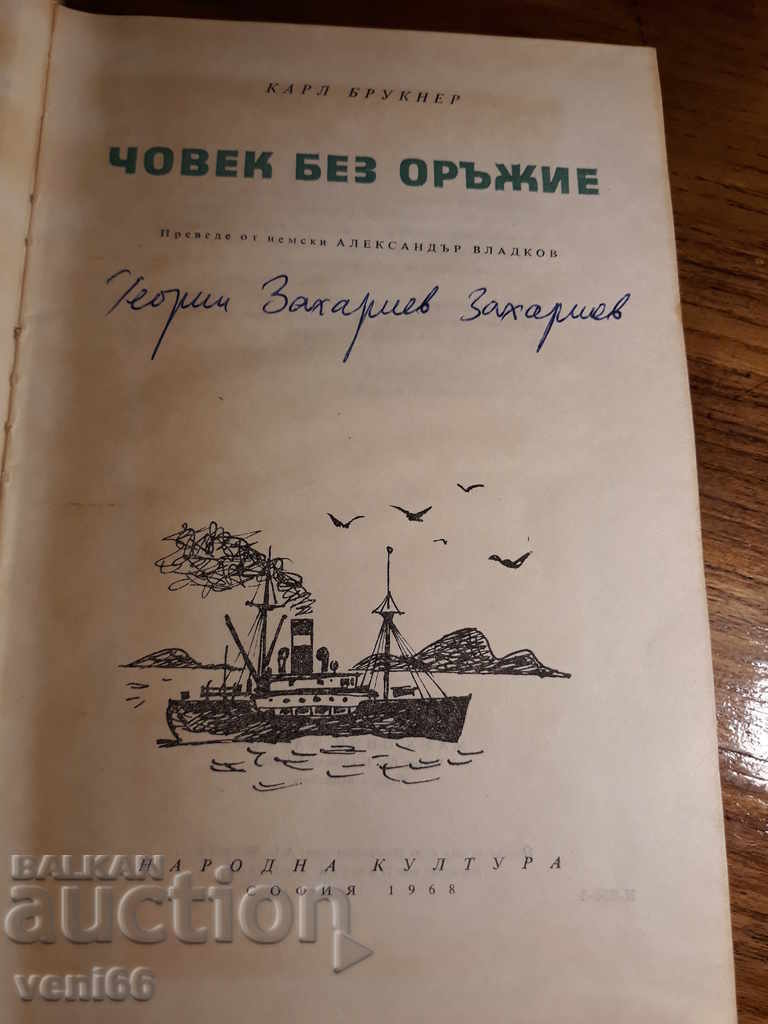 КАРЛ БРУКНЕР
ЧОВЕК БЕЗ ОРЪЖИЕ
Преведе от немски АЛЕКСАНДЪР ВЛАДКОВ
Георги Захариев Захариев
НАРОДНА КУЛТУРА
СОФИЯ 1968
BALKAN
auction
veni66